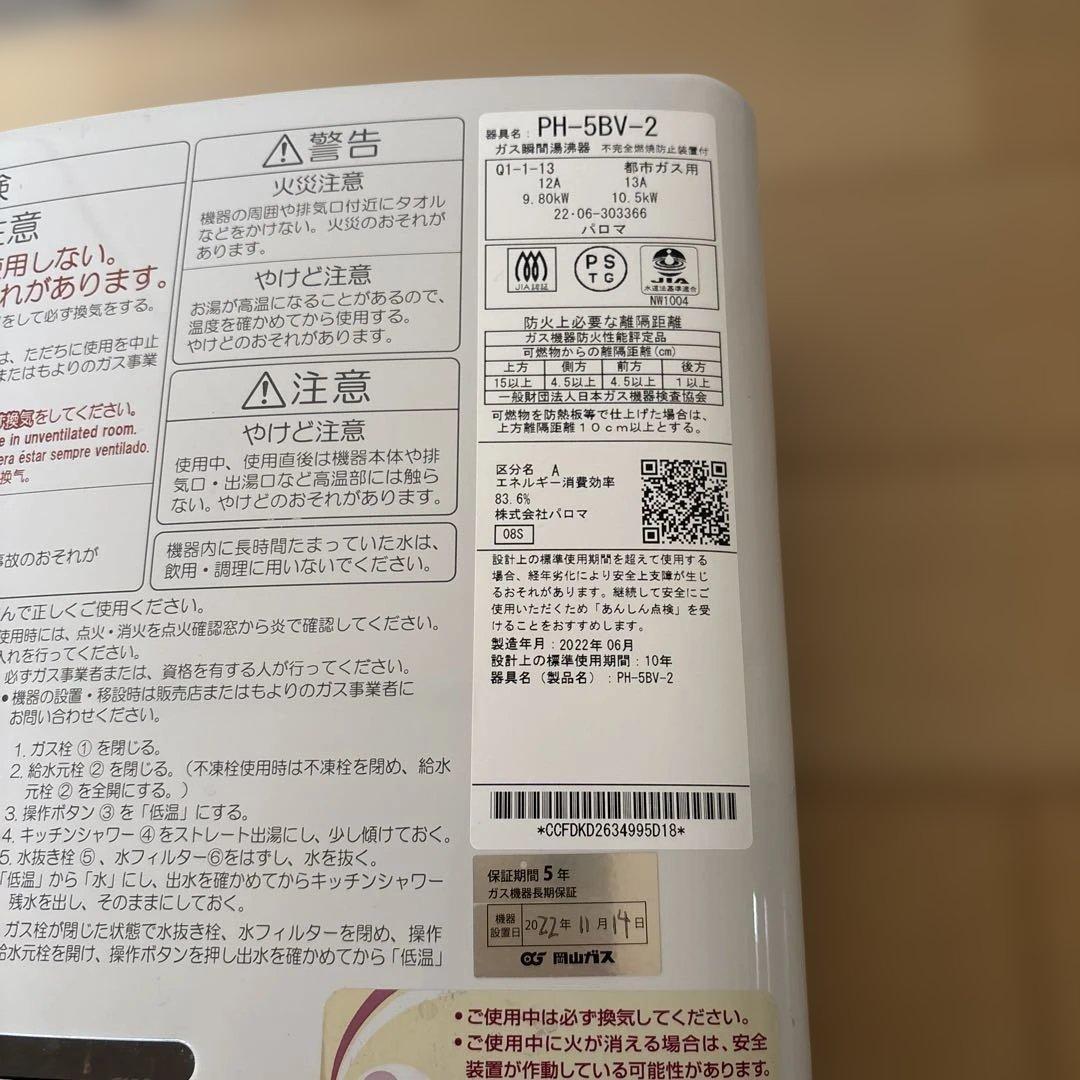 険
注意
使用しない。
れがあります。
をして必ず換気をする。
は、ただちに使用を中止
またはもよりのガス事業
換気をしてください。
e in unventilated room.
era éstar sempre ventilado.
换气。
事故のおそれが
警告
火災注意
機器の周囲や排気口付近にタオル
などをかけない。火災のおそれが
あります。
やけど注意
お湯が高温になることがあるので、
温度を確かめてから使用する。
やけどのおそれがあります。
注意
やけど注意
使用中、使用直後は機器本体や排
気口・出湯口など高温部には触ら
ない。やけどのおそれがあります。
機器内に長時間たまっていた水は、
飲用・調理に用いないでください。
んで正しくご使用ください。
使用時には、点火・消火を点火確認窓から炎で確認してください。
入れを行ってください。
必ずガス事業者または、資格を有する人が行ってください。
●機器の設置・移設時は販売店またはもよりのガス事業者に
お問い合わせください。
1. ガス栓 ① を閉じる。
2. 給水元栓 ② を閉じる。（不凍栓使用時は不凍栓を閉め、給水
元栓 ② を全開にする。）
3. 操作ボタン ③ を「低温」にする。
4. キッチンシャワー ④ をストレート出湯にし、少し傾けておく。
5. 水抜き栓 ⑤ 、水フィルター⑥をはずし、水を抜く。
「低温」から「水」にし、出水を確かめてからキッチンシャワー
残水を出し、そのままにしておく。
ガス栓が閉じた状態で水抜き栓、水フィルターを閉め、操作
給水元栓を開け、操作ボタンを押し出水を確かめてから「低温」
器具名: PH-5BV-2
ガス瞬間湯沸器 不完全燃焼防止装置付
Q1-1-13 都市ガス用
12A 13A
9.80kW 10.5kW
22・06-303366
パロマ
JIA認証
PS
TG
JIA
水道法基準適合
NW1004
防火上必要な離隔距離
ガス機器防火性能評定品
可燃物からの離隔距離(cm)
上方 側方 前方 後方
15以上 4.5以上 4.5以上 1以上
一般財団法人日本ガス機器検査協会
可燃物を防熱板等で仕上げた場合は、
上方離隔距離10cm以上とする。
区分名 A
エネルギー消費効率
83.6%
株式会社パロマ
08S
設計上の標準使用期間を超えて使用する
場合、経年劣化により安全上支障が生じ
るおそれがあります。継続して安全にご
使用いただくため「あんしん点検」を受
けることをおすすめします。
製造年月：2022年06月
設計上の標準使用期間：10年
器具名（製品名）：PH-5BV-2
*CCFDKD2634995D18*
保証期間 5 年
ガス機器長期保証
機器
設置日 2022年 11月14日
OG 岡山ガス
●ご使用中は必ず換気してください。
●ご使用中に火が消える場合は、安全
装置が作動している可能性があります。